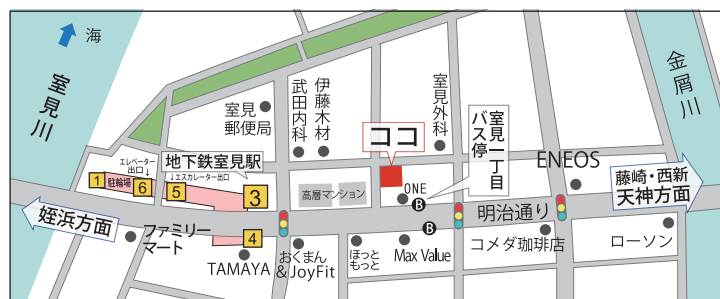 海
室見川
室見
郵便局
武田内科
伊藤木材
室見外科
ココ
室見一丁目
バス停
金屑川
エレベーター
出口↓
地下鉄室見駅
↓エスカレーター出口
1
駐輪場
6
5
3
高層マンション
ONE
B
ENEOS
藤崎・西新
天神方面
姪浜方面
ファミリー
マート
4
TAMAYA
おくまん
&JoyFit
ほっと
もっと
B
Max Value
明治通り
コメダ珈琲店
ローソン